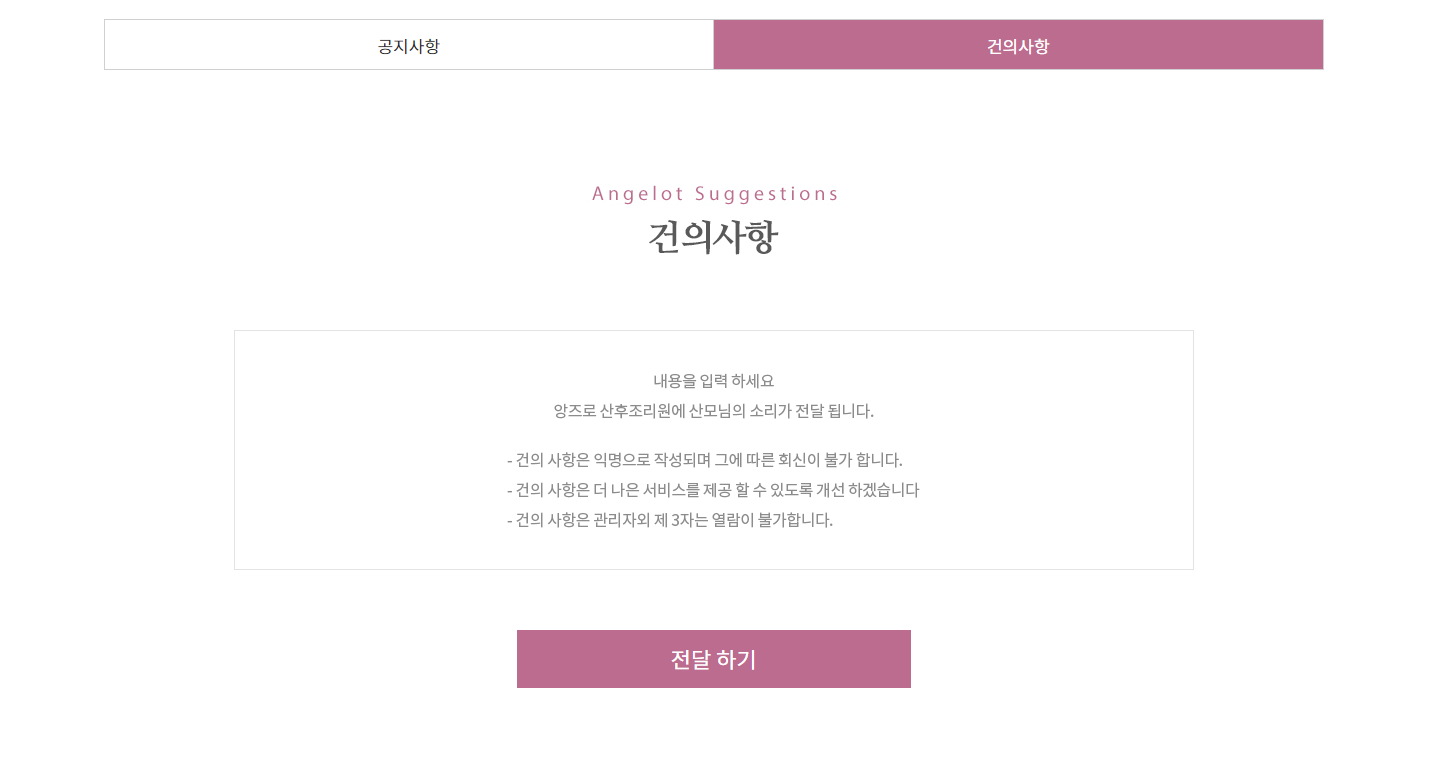 공지사항
건의사항
Angelot Suggestions
건의사항
내용을 입력 하세요
앙즈로 산후조리원에 산모님의 소리가 전달 됩니다.
- 건의 사항은 익명으로 작성되며 그에 따른 회신이 불가 합니다.
- 건의 사항은 더 나은 서비스를 제공 할 수 있도록 개선 하겠습니다
- 건의 사항은 관리자외 제 3자는 열람이 불가합니다.
전달 하기